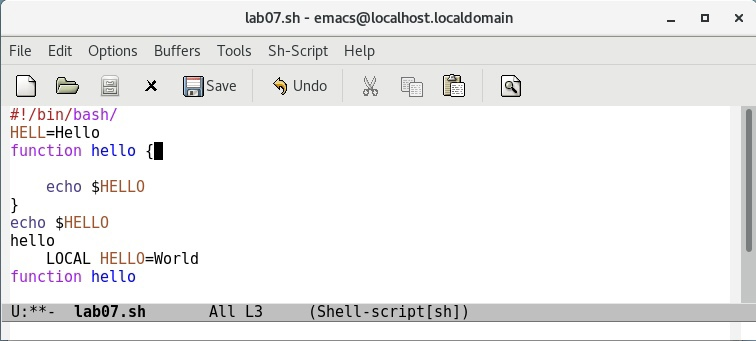 lab07.sh - emacs@localhost.localdomain
File Edit Options Buffers Tools Sh-Script Help
Save Undo
#!/bin/bash/
HELL=Hello
function hello {
    echo $HELLO
}
echo $HELLO
hello
    LOCAL HELLO=World
function hello
U:**-  lab07.sh       All L3     (Shell-script[sh])